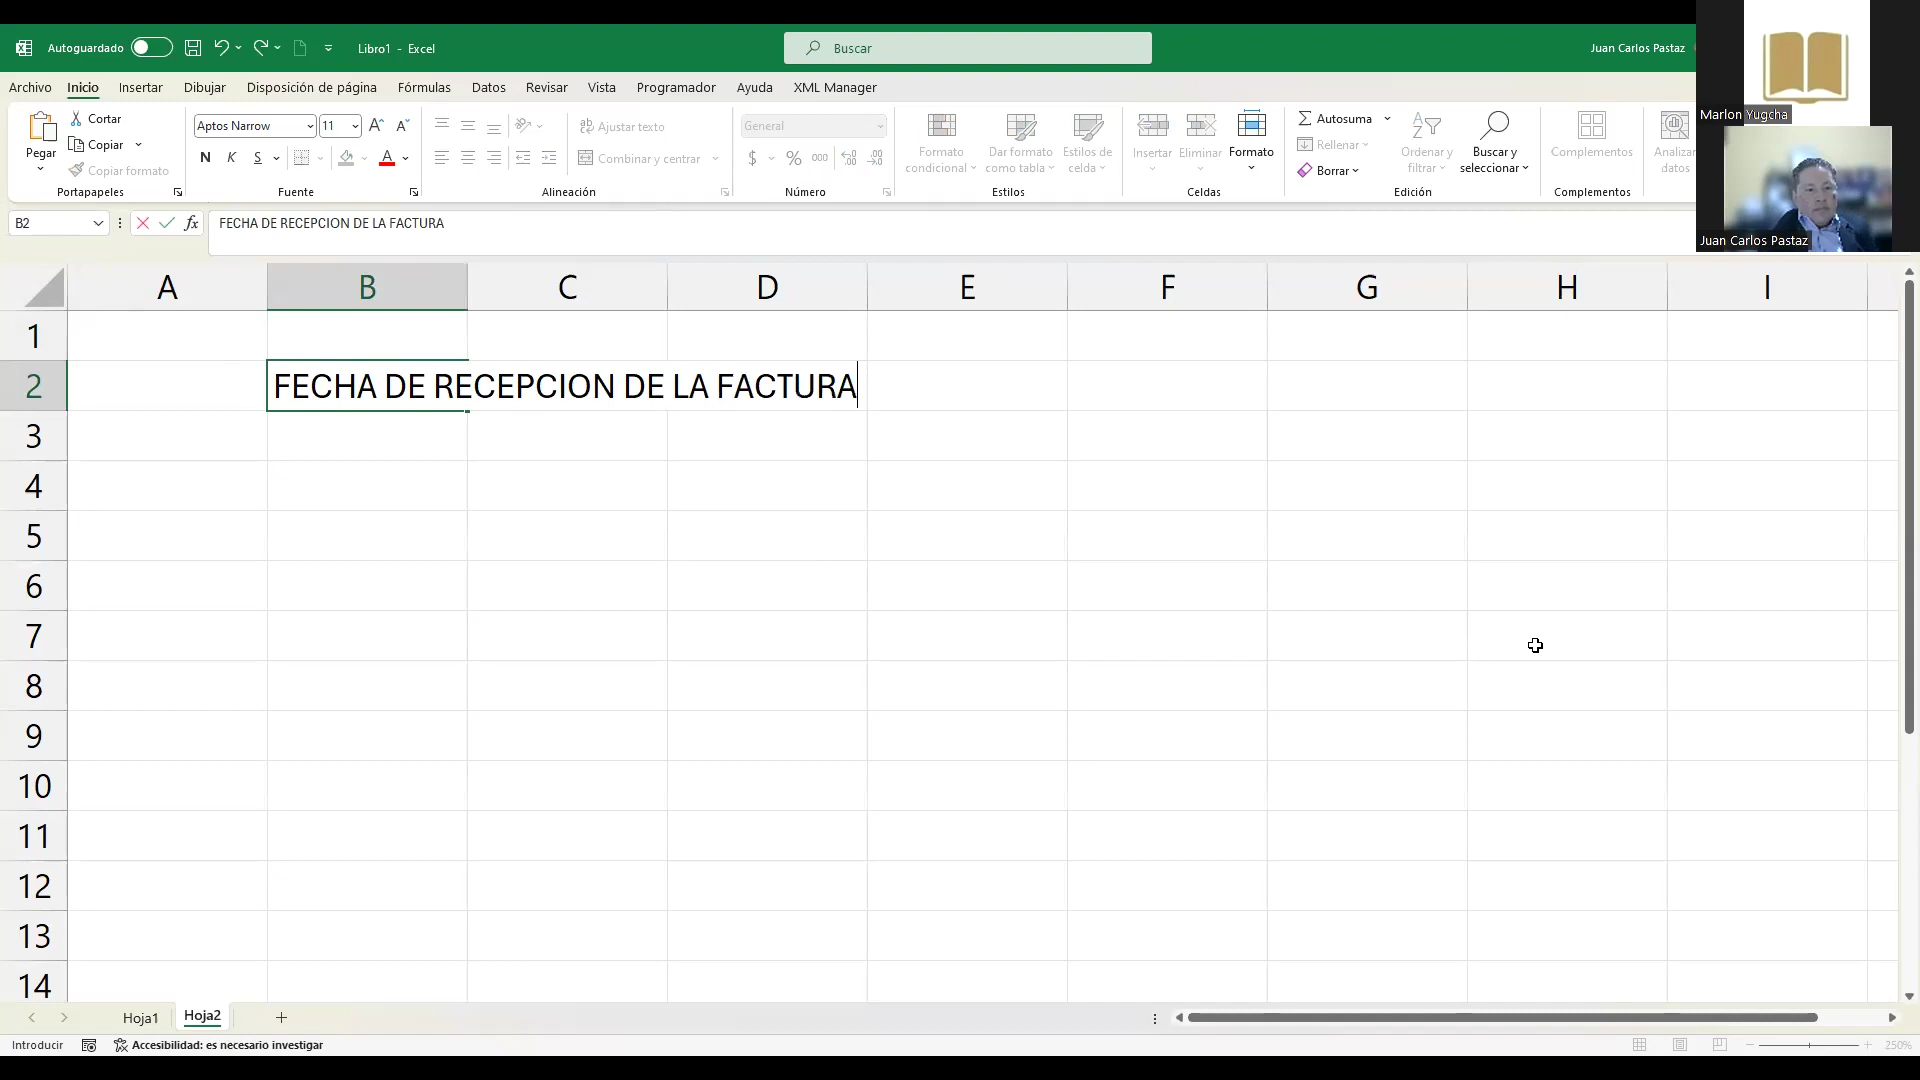 Autoguardado
Libro1 - Excel
Buscar
Juan Carlos Pastaz
Archivo Inicio Insertar Dibujar Disposición de página Fórmulas Datos Revisar Vista Programador Ayuda XML Manager
Pegar
Cortar
Copiar
Copiar formato
Portapapeles
Aptos Narrow 11
N K S
Fuente
Ajustar texto
Combinar y centrar
Alineación
General
$ % 000
Número
Formato condicional
Dar formato como tabla
Estilos de celda
Estilos
Insertar
Eliminar
Formato
Celdas
Autosuma
Rellenar
Borrar
Ordenar y filtrar
Buscar y seleccionar
Edición
Complementos
Complementos
Analizar datos
Marlon Yugcha
Juan Carlos Pastaz
B2
fx
FECHA DE RECEPCION DE LA FACTURA
A B C D E F G H I
1
2 FECHA DE RECEPCION DE LA FACTURA
3
4
5
6
7
8
9
10
11
12
13
14
Hoja1 Hoja2
Introducir
Accesibilidad: es necesario investigar
250%